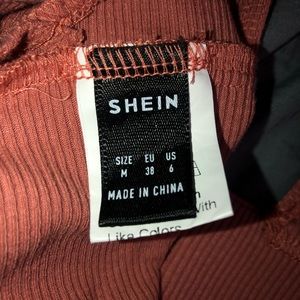 SHEIN
SIZE EU US
M 38 6
MADE IN CHINA
With
Like Colors